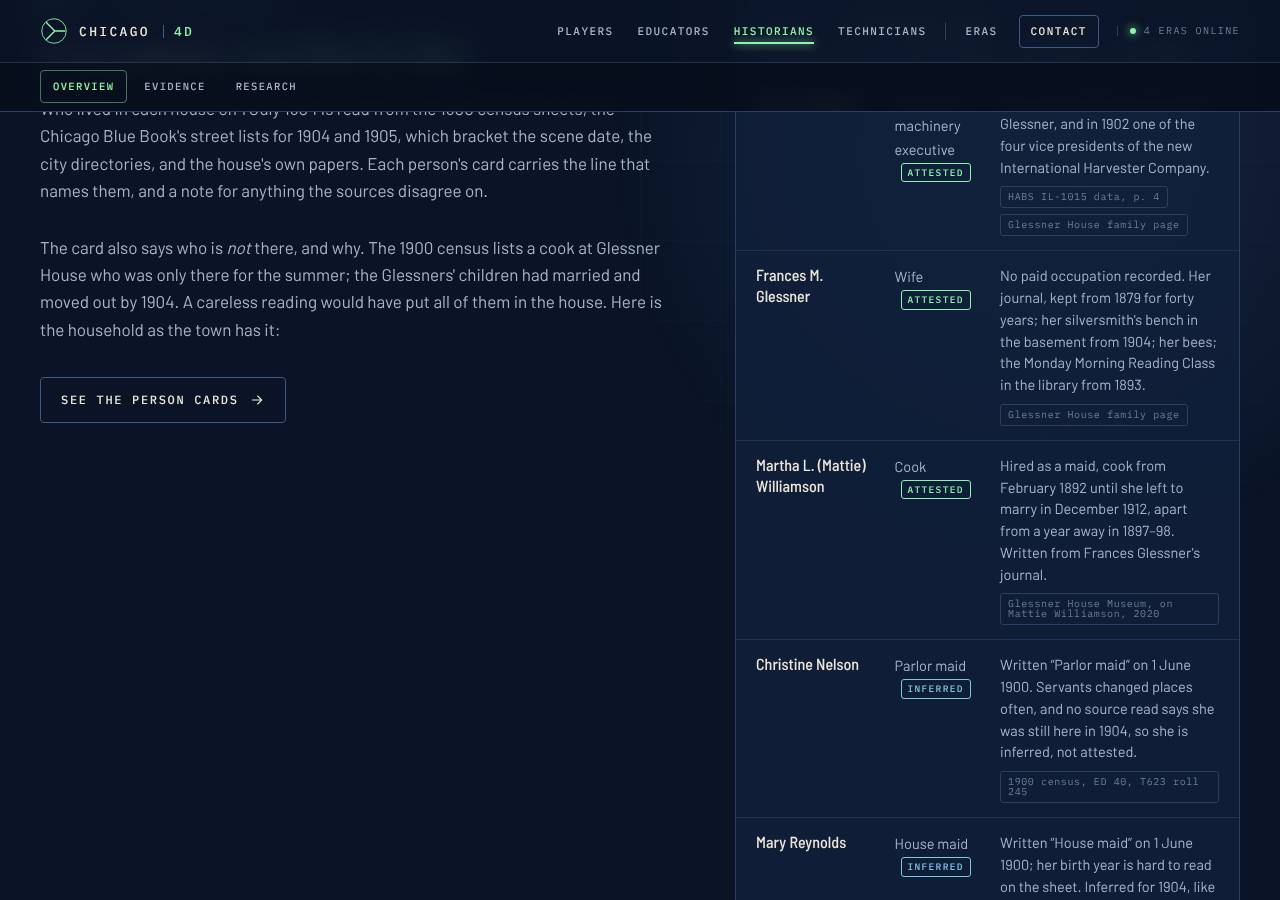 CHICAGO | 4D
PLAYERS EDUCATORS HISTORIANS TECHNICIANS ERAS CONTACT 4 ERAS ONLINE
OVERVIEW EVIDENCE RESEARCH
Chicago Blue Book's street lists for 1904 and 1905, which bracket the scene date, the
city directories, and the house's own papers. Each person's card carries the line that
names them, and a note for anything the sources disagree on.
The card also says who is not there, and why. The 1900 census lists a cook at Glessner
House who was only there for the summer; the Glessners' children had married and
moved out by 1904. A careless reading would have put all of them in the house. Here is
the household as the town has it:
SEE THE PERSON CARDS →
machinery
executive
ATTESTED
Glessner, and in 1902 one of the
four vice presidents of the new
International Harvester Company.
HABS IL-1015 data, p. 4
Glessner House family page
Frances M.
Glessner
Wife
ATTESTED
No paid occupation recorded. Her
journal, kept from 1879 for forty
years; her silversmith's bench in
the basement from 1904; her bees;
the Monday Morning Reading Class
in the library from 1893.
Glessner House family page
Martha L. (Mattie)
Williamson
Cook
ATTESTED
Hired as a maid, cook from
February 1892 until she left to
marry in December 1912, apart
from a year away in 1897–98.
Written from Frances Glessner's
journal.
Glessner House Museum, on
Mattie Williamson, 2020
Christine Nelson
Parlor maid
INFERRED
Written “Parlor maid” on 1 June
1900. Servants changed places
often, and no source read says she
was still here in 1904, so she is
inferred, not attested.
1900 census, ED 40, T623 roll
245
Mary Reynolds
House maid
INFERRED
Written “House maid” on 1 June
1900; her birth year is hard to read
on the sheet. Inferred for 1904, like